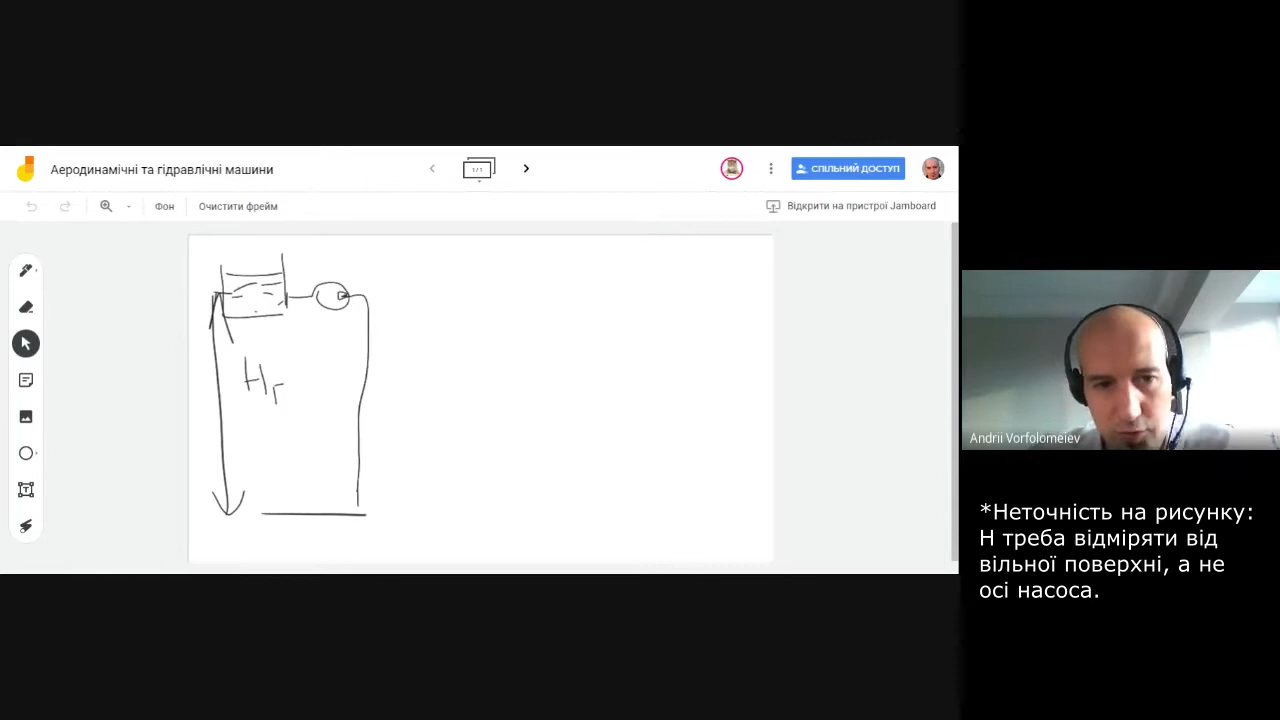 Аеродинамічні та гідравлічні машини
1/1
СПІЛЬНИЙ ДОСТУП
Фон
Очистити фрейм
Відкрити на пристрої Jamboard
Нг
Andrii Vorfolomeiev
*Неточність на рисунку:
Н треба відміряти від
вільної поверхні, а не
осі насоса.